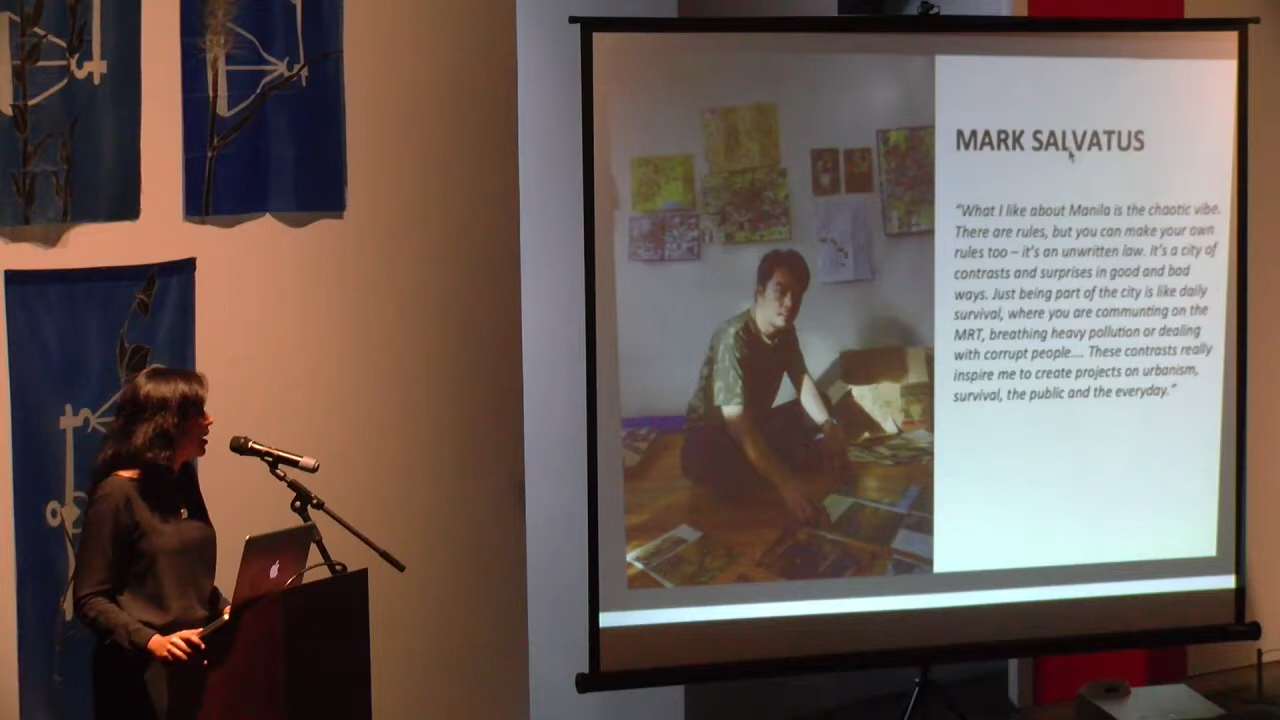 MARK SALVATUS
"What I like about Manila is the chaotic vibe.
There are rules, but you can make your own
rules too – it's an unwritten law. It's a city of
contrasts and surprises in good and bad
ways. Just being part of the city is like daily
survival, where you are communting on the
MRT, breathing heavy pollution or dealing
with corrupt people.... These contrasts really
inspire me to create projects on urbanism,
survival, the public and the everyday."